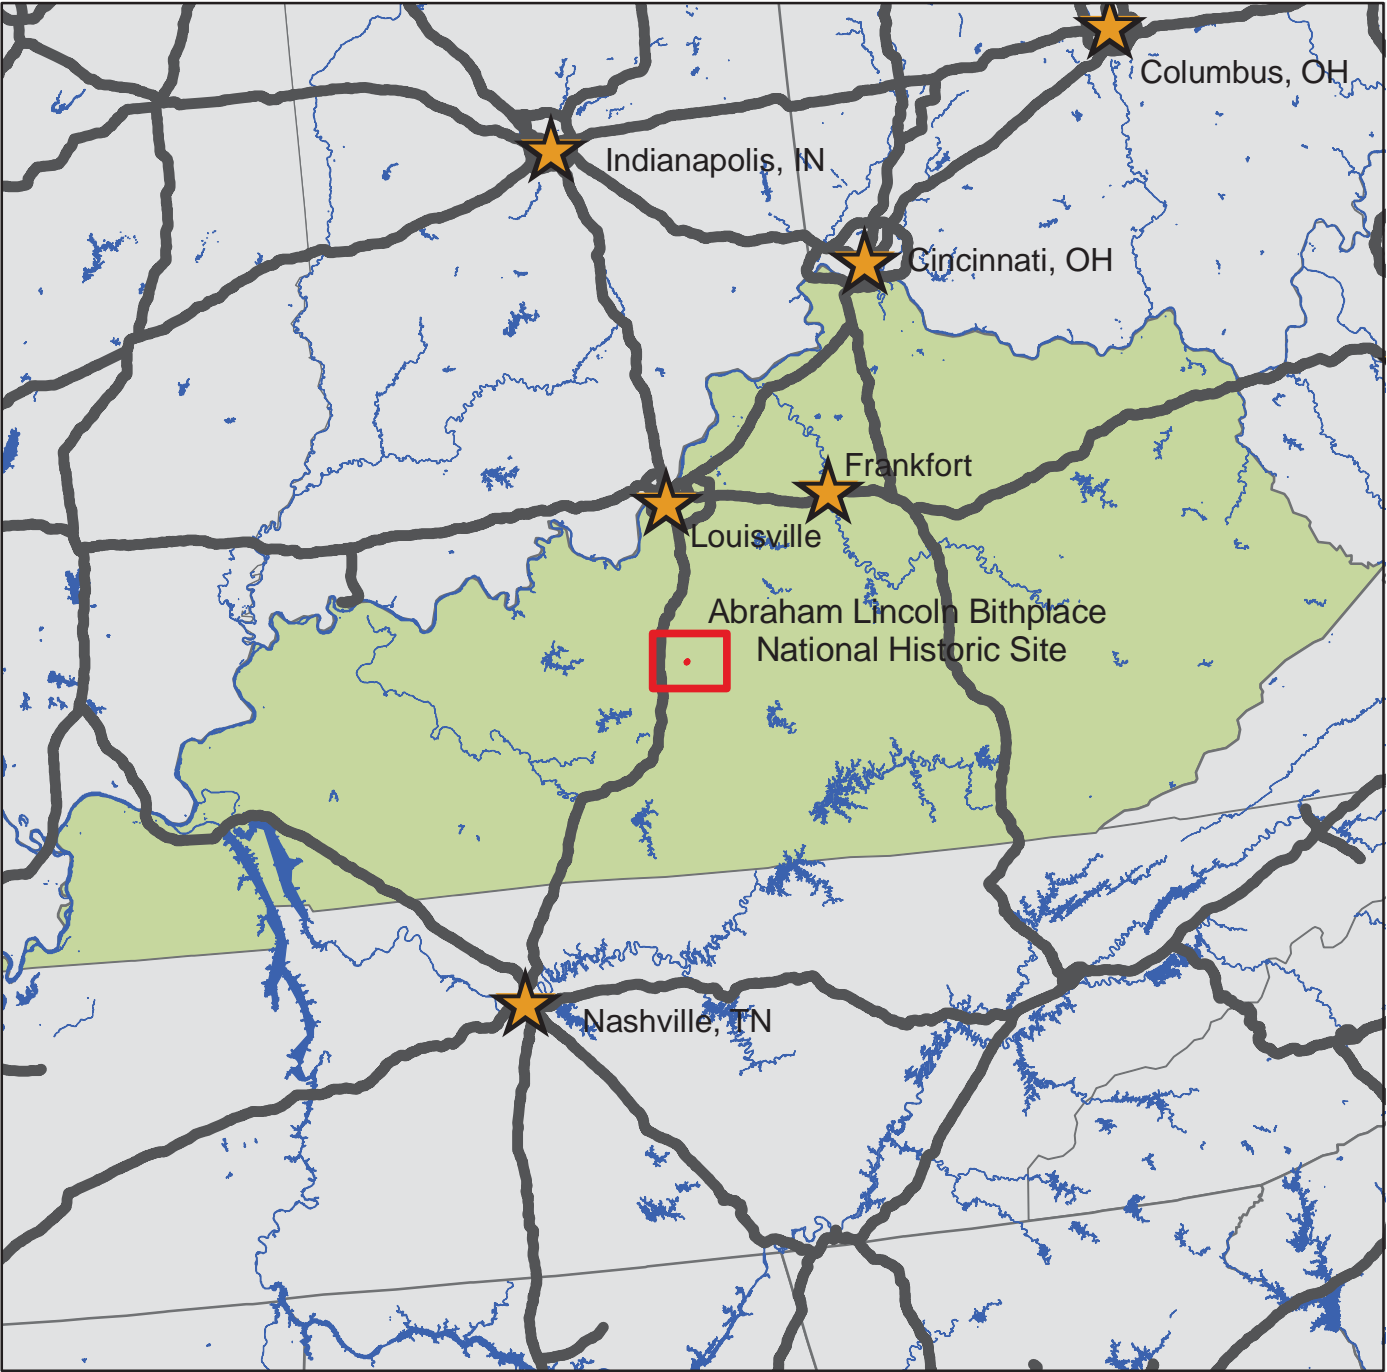 Columbus, OH
Indianapolis, IN
Cincinnati, OH
Frankfort
Louisville
Abraham Lincoln Bithplace
National Historic Site
Nashville, TN